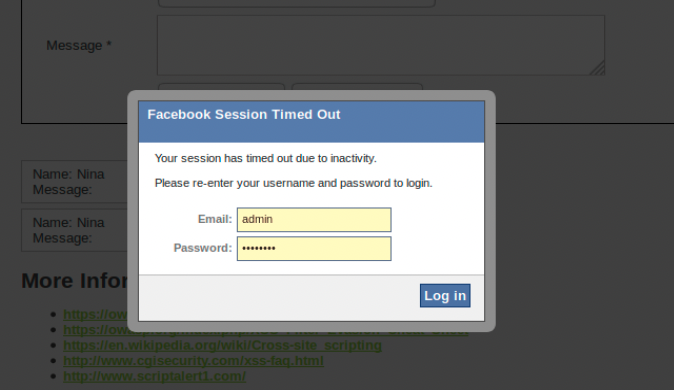 Message *
Facebook Session Timed Out
Your session has timed out due to inactivity.
Please re-enter your username and password to login.
Name: Nina
Message:
Email: admin
Name: Nina
Message:
Password: ••••••••
More Infor
Log in
https://ow
https://ow
https://en.wikipedia.org/wiki/Cross-site_scripting
http://www.cgisecurity.com/xss-faq.html
http://www.scriptalert1.com/